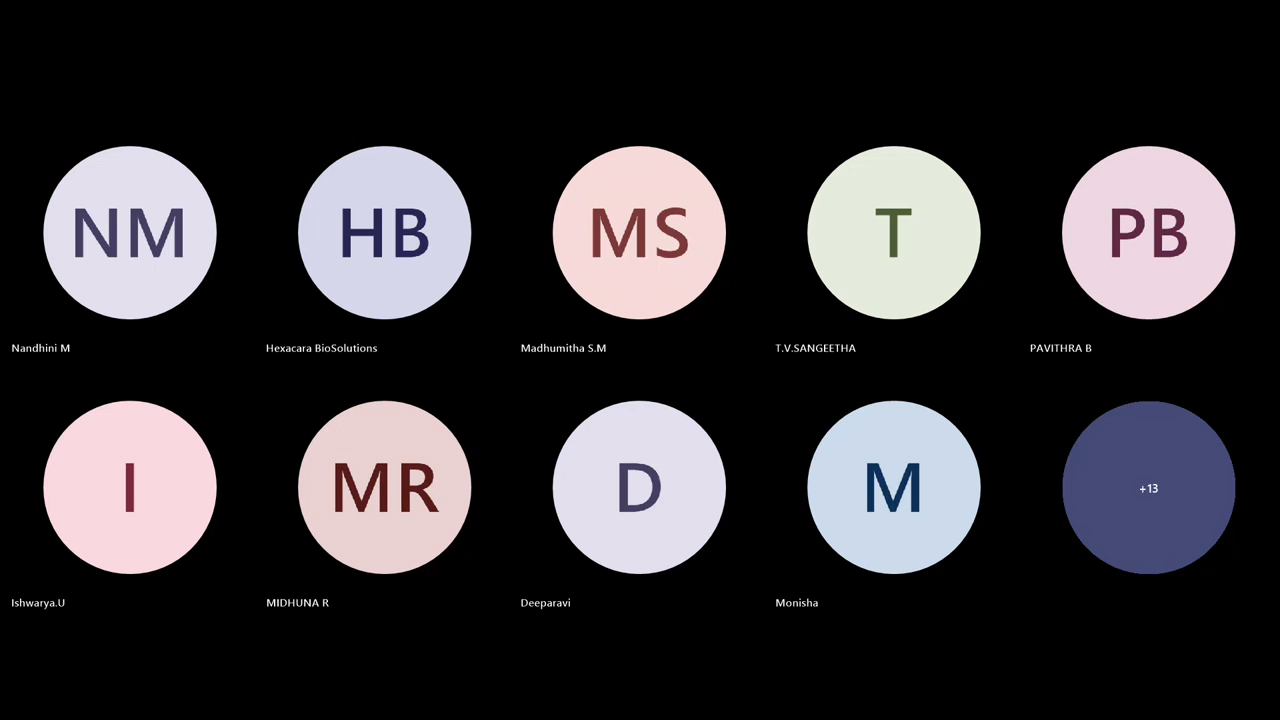 NM
HB
MS
T
PB
Nandhini M
Hexacara BioSolutions
Madhumitha S.M
T.V.SANGEETHA
PAVITHRA B
I
MR
D
M
+13
Ishwarya.U
MIDHUNA R
Deeparavi
Monisha